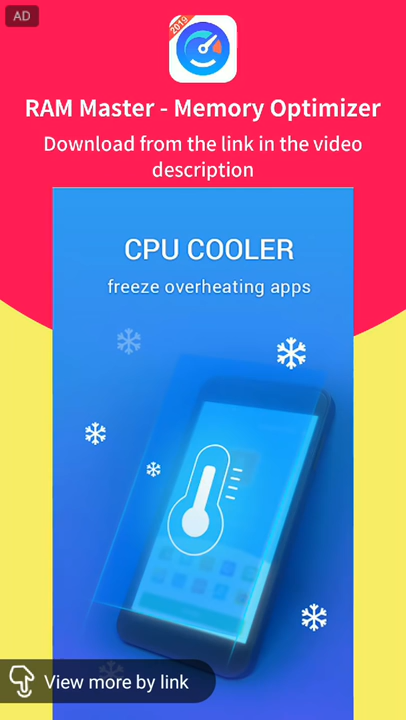 AD
2019
RAM Master - Memory Optimizer
Download from the link in the video
description
CPU COOLER
freeze overheating apps
View more by link